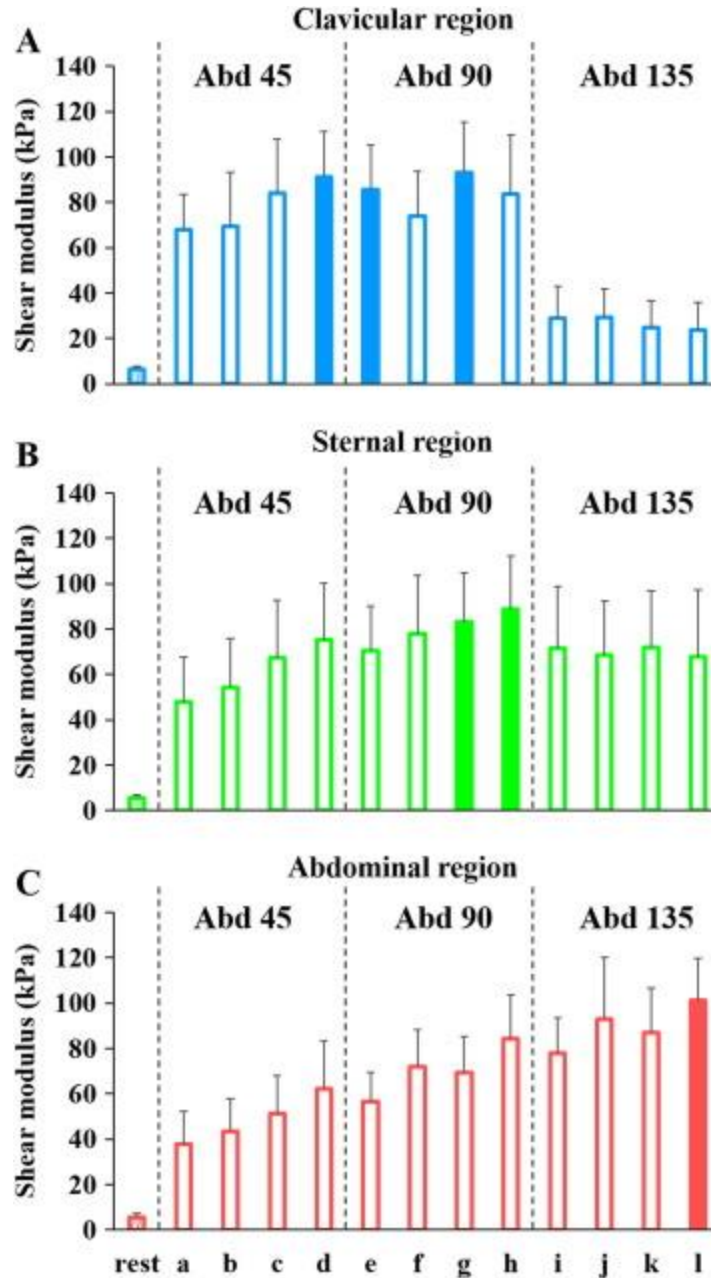 Clavicular region
A
Abd 45 Abd 90 Abd 135
Shear modulus (kPa)
140
120
100
80
60
40
20
0
Sternal region
B
Abd 45 Abd 90 Abd 135
Shear modulus (kPa)
140
120
100
80
60
40
20
0
Abdominal region
C
Abd 45 Abd 90 Abd 135
Shear modulus (kPa)
140
120
100
80
60
40
20
0
rest a b c d e f g h i j k l